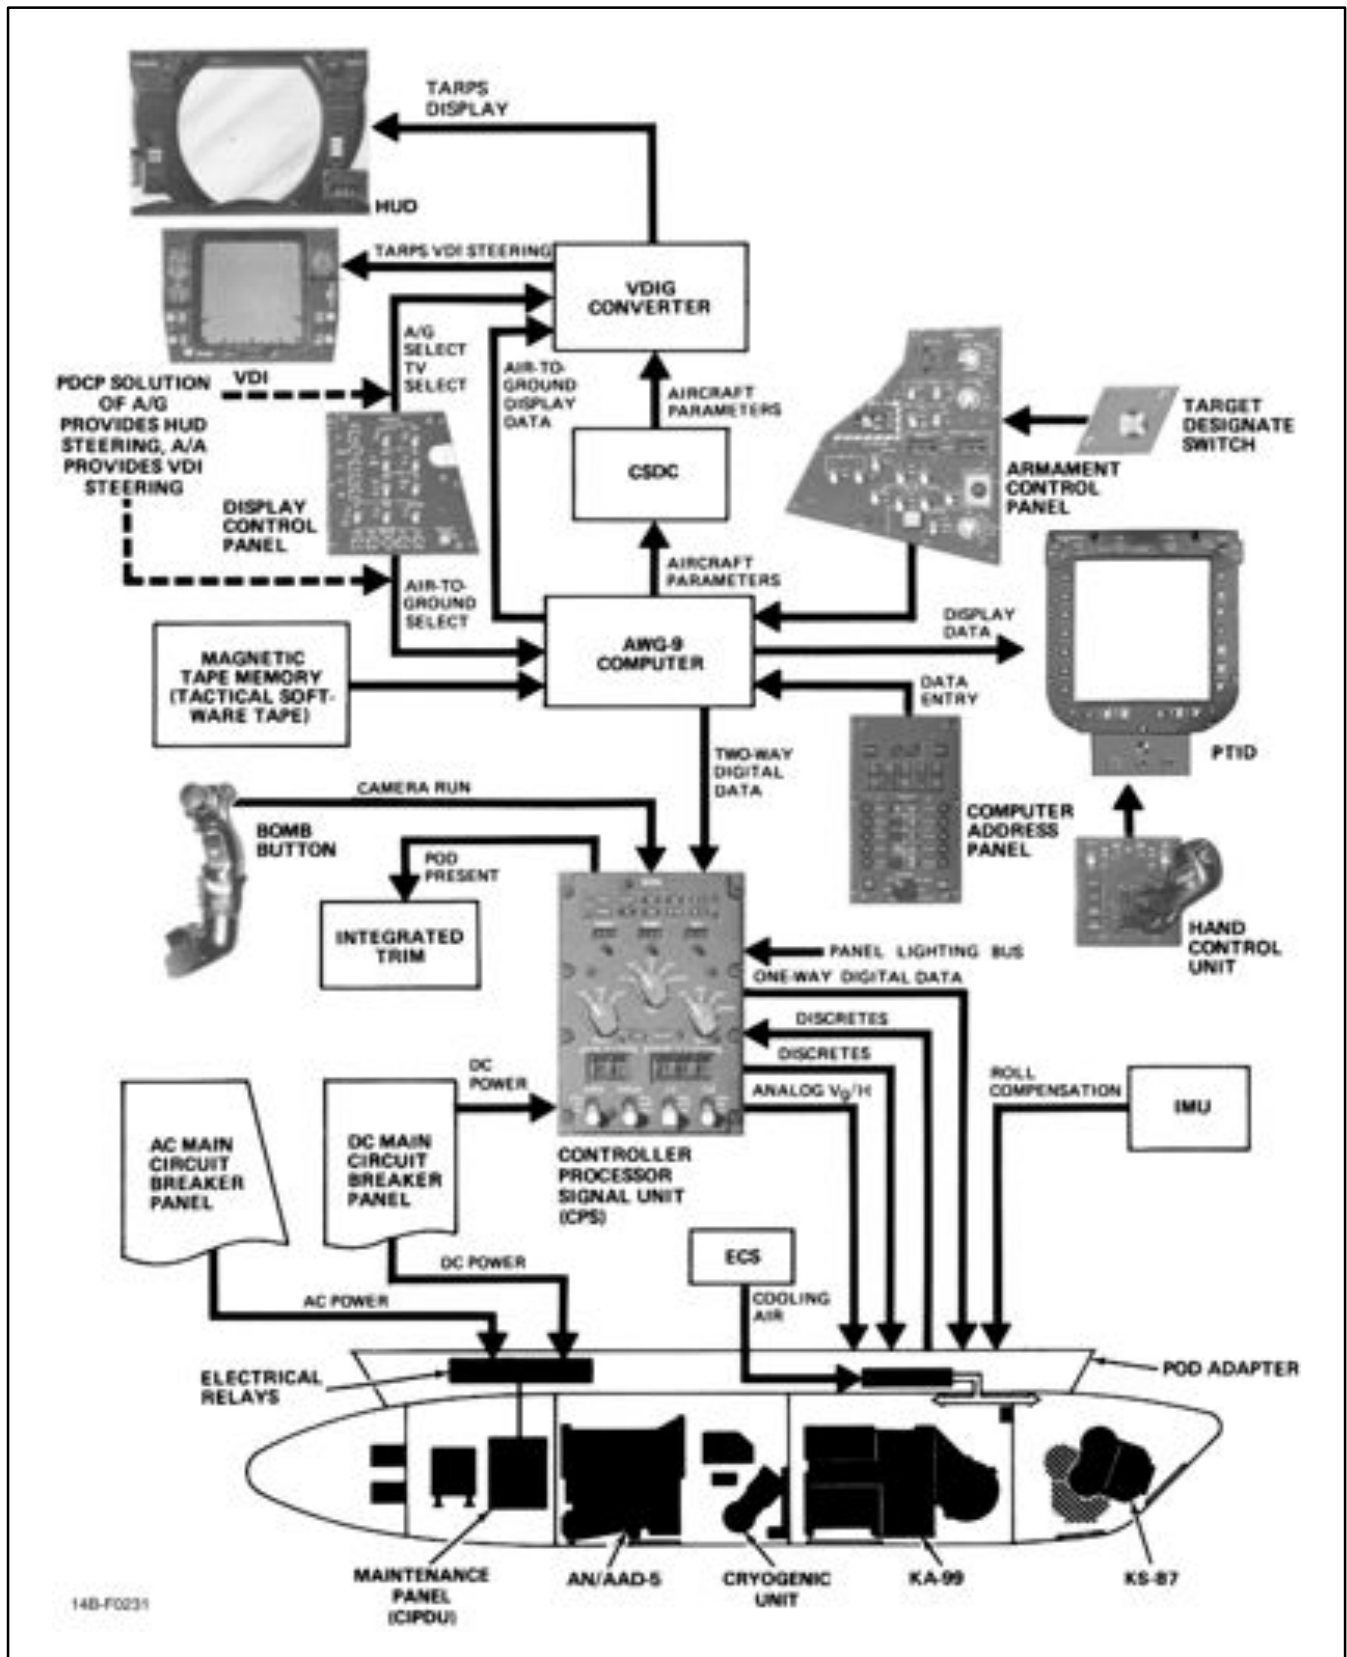 TARPS
DISPLAY
HUD
TARPS VDI STEERING
VDIG
CONVERTER
A/G
SELECT
TV
SELECT
AIR-TO-
GROUND
DISPLAY
DATA
AIRCRAFT
PARAMETERS
VDI
PDCP SOLUTION
OF A/G
PROVIDES HUD
STEERING, A/A
PROVIDES VDI
STEERING
DISPLAY
CONTROL
PANEL
CSDC
TARGET
DESIGNATE
SWITCH
ARMAMENT
CONTROL
PANEL
AIR-TO-
GROUND
SELECT
AIRCRAFT
PARAMETERS
AWG-9
COMPUTER
DISPLAY
DATA
MAGNETIC
TAPE MEMORY
(TACTICAL SOFT-
WARE TAPE)
DATA
ENTRY
PTID
TWO-WAY
DIGITAL
DATA
CAMERA RUN
BOMB
BUTTON
POD
PRESENT
COMPUTER
ADDRESS
PANEL
INTEGRATED
TRIM
HAND
CONTROL
UNIT
PANEL LIGHTING BUS
ONE-WAY DIGITAL DATA
DISCRETES
DISCRETES
ANALOG Vg/H
DC
POWER
ROLL
COMPENSATION
IMU
AC MAIN
CIRCUIT
BREAKER
PANEL
DC MAIN
CIRCUIT
BREAKER
PANEL
CONTROLLER
PROCESSOR
SIGNAL UNIT
(CPS)
ECS
DC POWER
COOLING
AIR
AC POWER
ELECTRICAL
RELAYS
POD ADAPTER
MAINTENANCE
PANEL
(CIPDU)
AN/AAD-5
CRYOGENIC
UNIT
KA-99
KS-87
14B-F0231